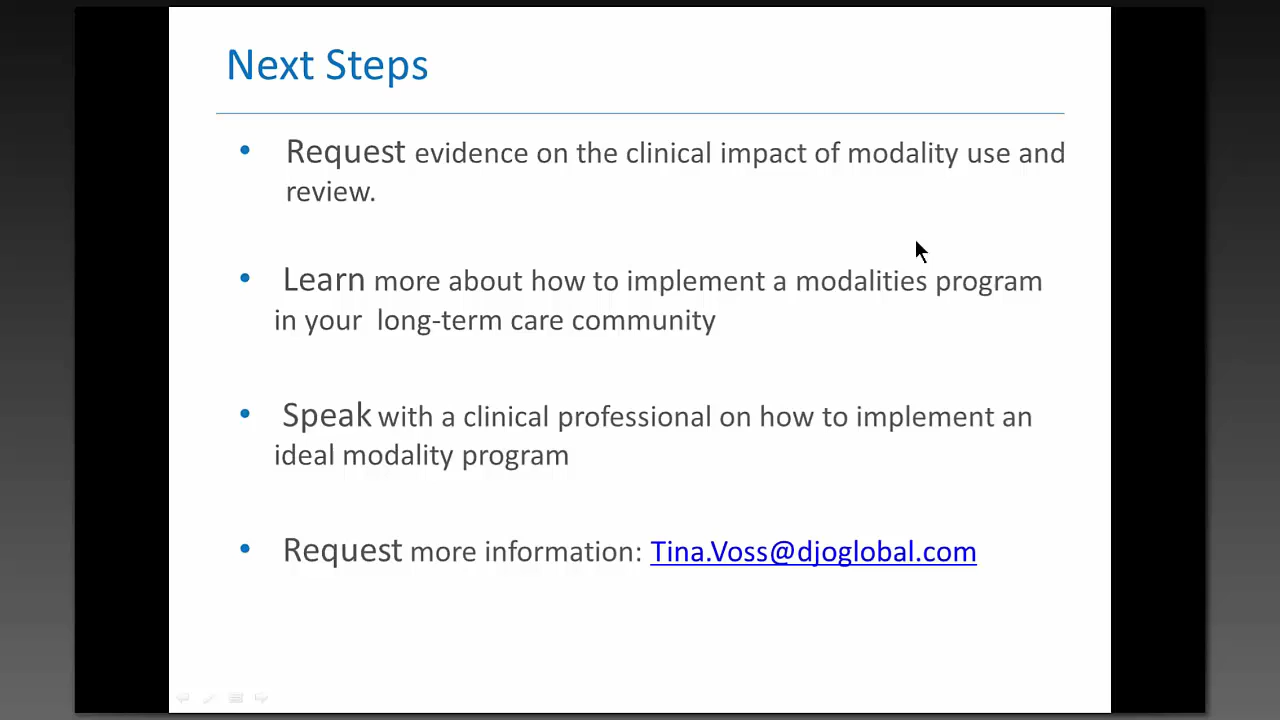 Next Steps
• Request evidence on the clinical impact of modality use and
review.
• Learn more about how to implement a modalities program
in your  long-term care community
• Speak with a clinical professional on how to implement an
ideal modality program
• Request more information: Tina.Voss@djoglobal.com